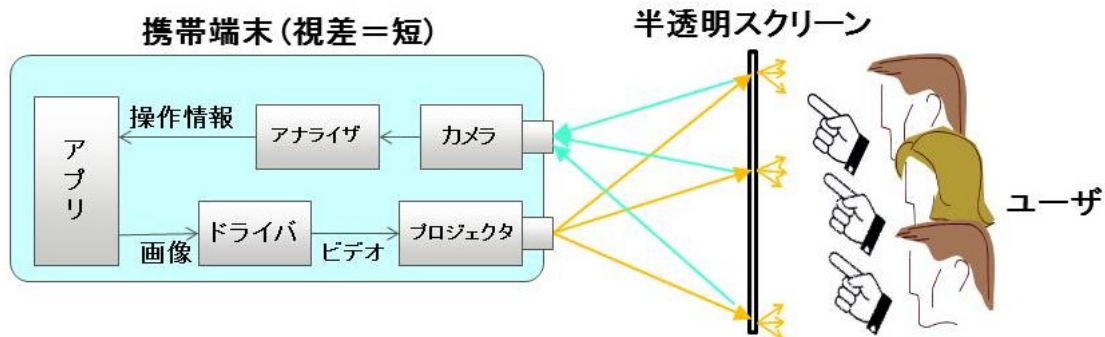 携帯端末(視差=短)
半透明スクリーン
アプリ
操作情報
アナライザ
カメラ
画像
ドライバ
ビデオ
プロジェクタ
ユーザ